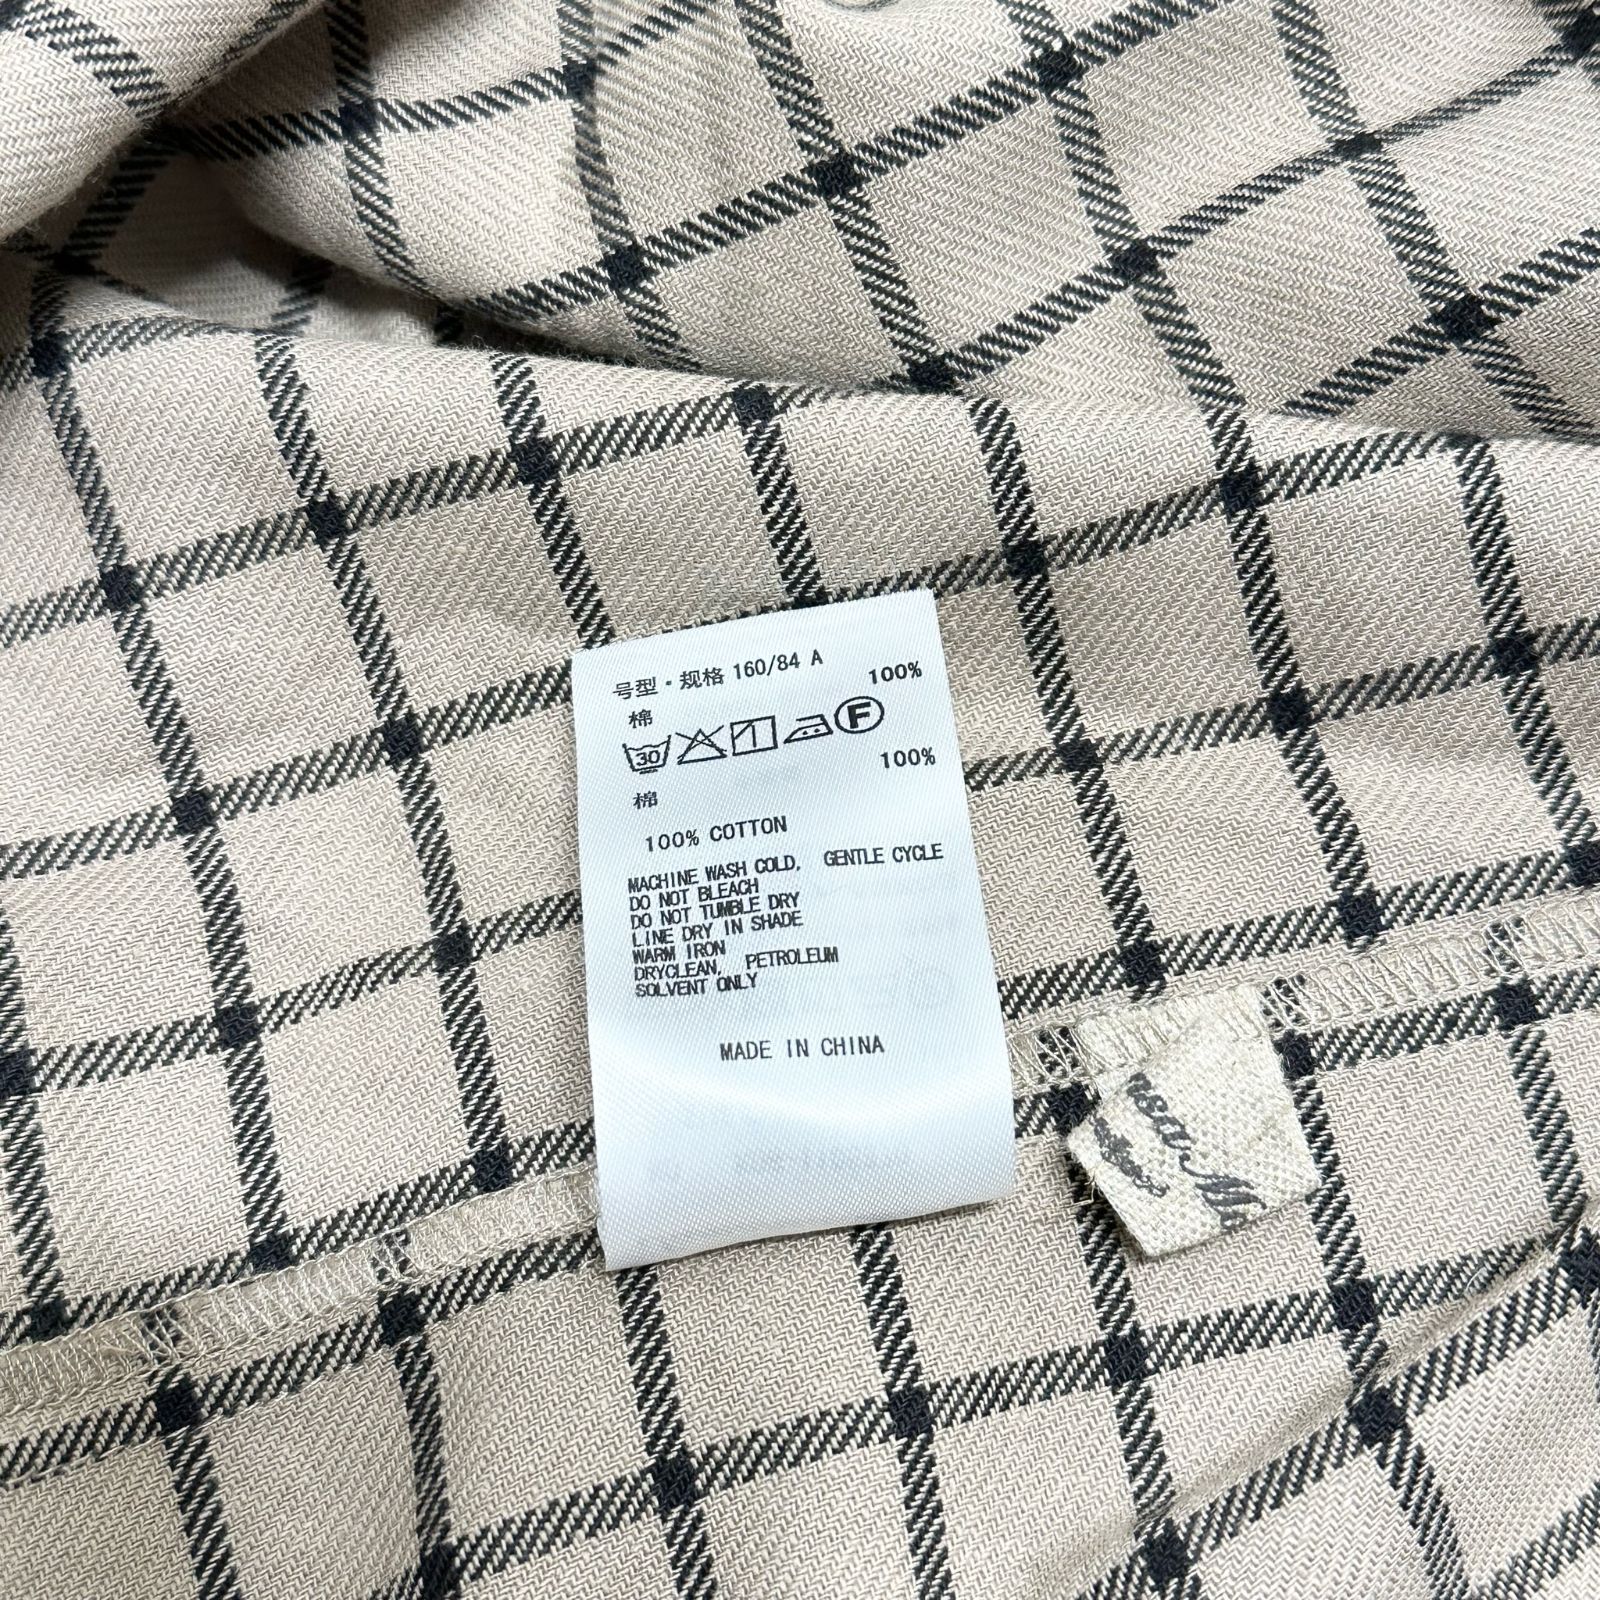 号型・规格 160/84 A
棉 100%
30 F
棉 100%
100% COTTON
MACHINE WASH COLD, GENTLE CYCLE
DO NOT BLEACH
DO NOT TUMBLE DRY
LINE DRY IN SHADE
WARM IRON
DRYCLEAN, PETROLEUM
SOLVENT ONLY
MADE IN CHINA